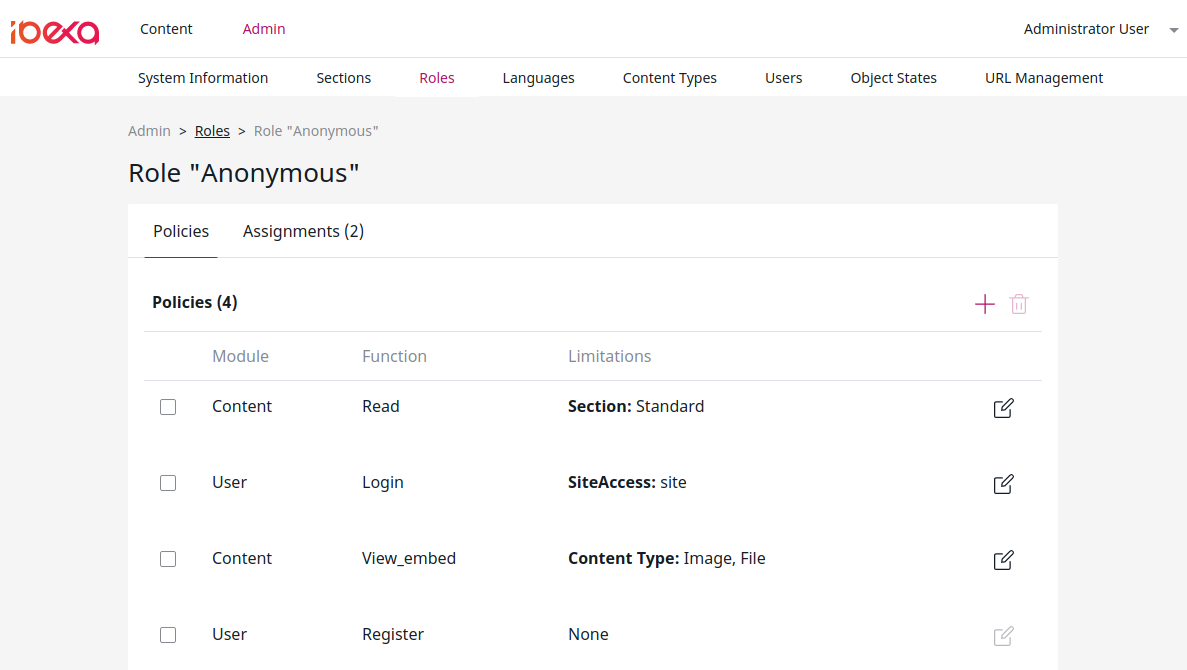 ibexa Content Admin Administrator User
System Information Sections Roles Languages Content Types Users Object States URL Management
Admin > Roles > Role "Anonymous"
Role "Anonymous"
Policies Assignments (2)
Policies (4)
Module Function Limitations
Content Read Section: Standard
User Login SiteAccess: site
Content View_embed Content Type: Image, File
User Register None